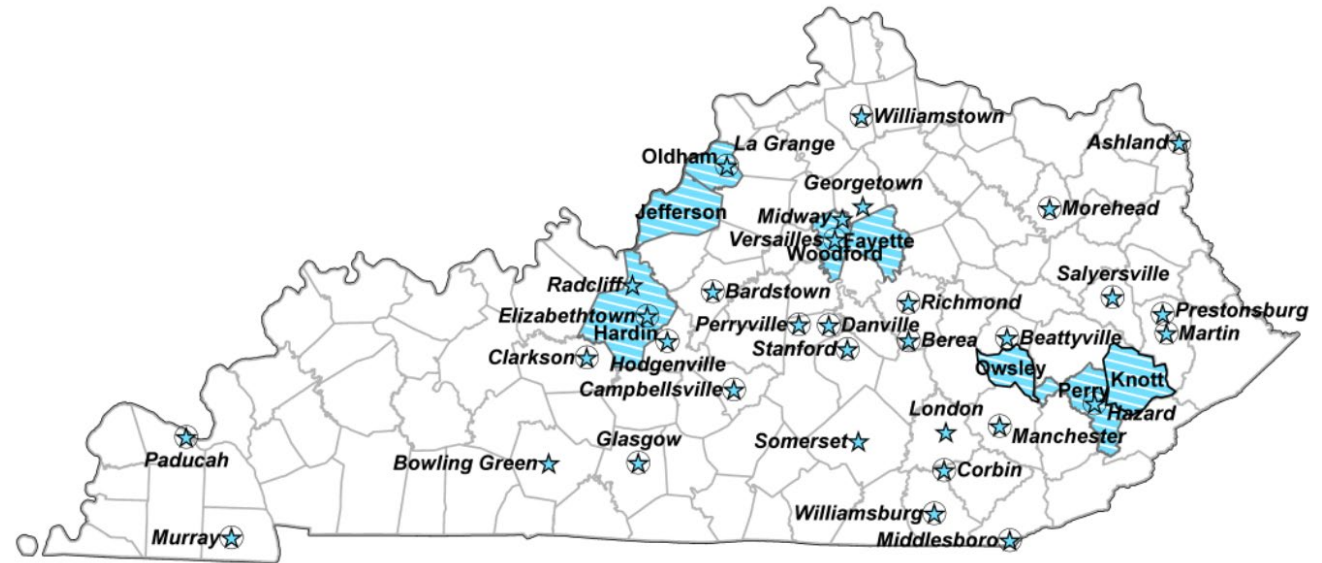 Williamstown
Ashland
La Grange
Oldham
Georgetown
Morehead
Jefferson
Midway
Versailles
Fayette
Woodford
Salyersville
Radcliff
Bardstown
Richmond
Prestonsburg
Elizabethtown
Perryville
Danville
Martin
Hardin
Berea
Beattyville
Stanford
Clarkson
Hodgenville
Owsley
Knott
Campbellsville
Perry
London
Hazard
Glasgow
Somerset
Manchester
Paducah
Bowling Green
Corbin
Williamsburg
Murray
Middlesboro